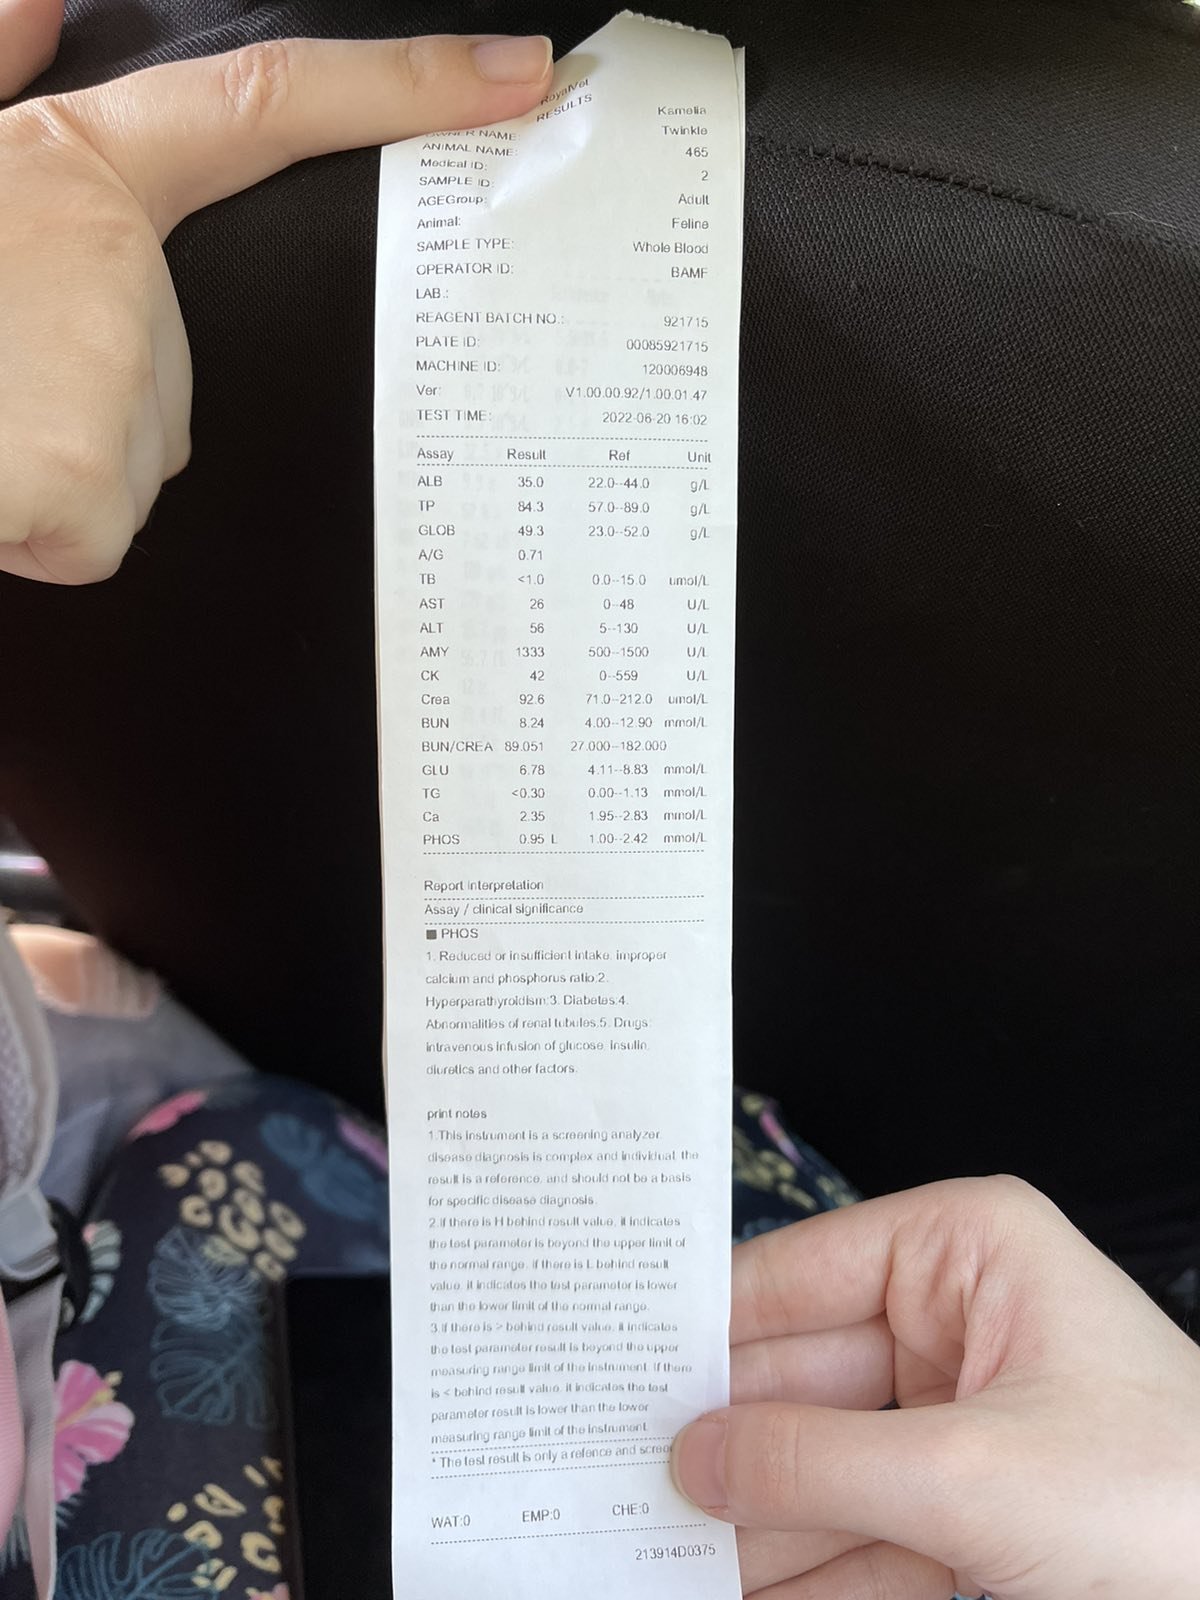 RoyalVet
RESULTS
OWNER NAME: Kamelia
ANIMAL NAME: Twinkle
Medical ID: 465
SAMPLE ID: 2
AGEGroup: Adult
Animal: Feline
SAMPLE TYPE: Whole Blood
OPERATOR ID: BAMF
LAB.:
REAGENT BATCH NO.: 921715
PLATE ID: 00085921715
MACHINE ID: 120006948
Ver: V1.00.00.92/1.00.01.47
TEST TIME: 2022-06-20 16:02
Assay Result Ref Unit
ALB 35.0 22.0--44.0 g/L
TP 84.3 57.0--89.0 g/L
GLOB 49.3 23.0--52.0 g/L
A/G 0.71
TB <1.0 0.0--15.0 umol/L
AST 26 0--48 U/L
ALT 56 5--130 U/L
AMY 1333 500--1500 U/L
CK 42 0--559 U/L
Crea 92.6 71.0--212.0 umol/L
BUN 8.24 4.00--12.90 mmol/L
BUN/CREA 89.051 27.000--182.000
GLU 6.78 4.11--8.83 mmol/L
TG <0.30 0.00--1.13 mmol/L
Ca 2.35 1.95--2.83 mmol/L
PHOS 0.95 L 1.00--2.42 mmol/L
Report interpretation
Assay / clinical significance
■ PHOS
1. Reduced or insufficient intake, improper
calcium and phosphorus ratio;2.
Hyperparathyroidism;3. Diabetes;4.
Abnormalities of renal tubules;5. Drugs:
intravenous infusion of glucose, insulin,
diuretics and other factors.
print notes
1.This instrument is a screening analyzer,
disease diagnosis is complex and individual, the
result is a reference, and should not be a basis
for specific disease diagnosis.
2.If there is H behind result value, it indicates
the test parameter is beyond the upper limit of
the normal range. If there is L behind result
value, it indicates the test parameter is lower
than the lower limit of the normal range.
3.If there is > behind result value, it indicates
the test parameter result is beyond the upper
measuring range limit of the instrument. If there
is < behind result value, it indicates the test
parameter result is lower than the lower
measuring range limit of the instrument.
* The test result is only a refence and
WAT:0 EMP:0 CHE:0
213914D0375